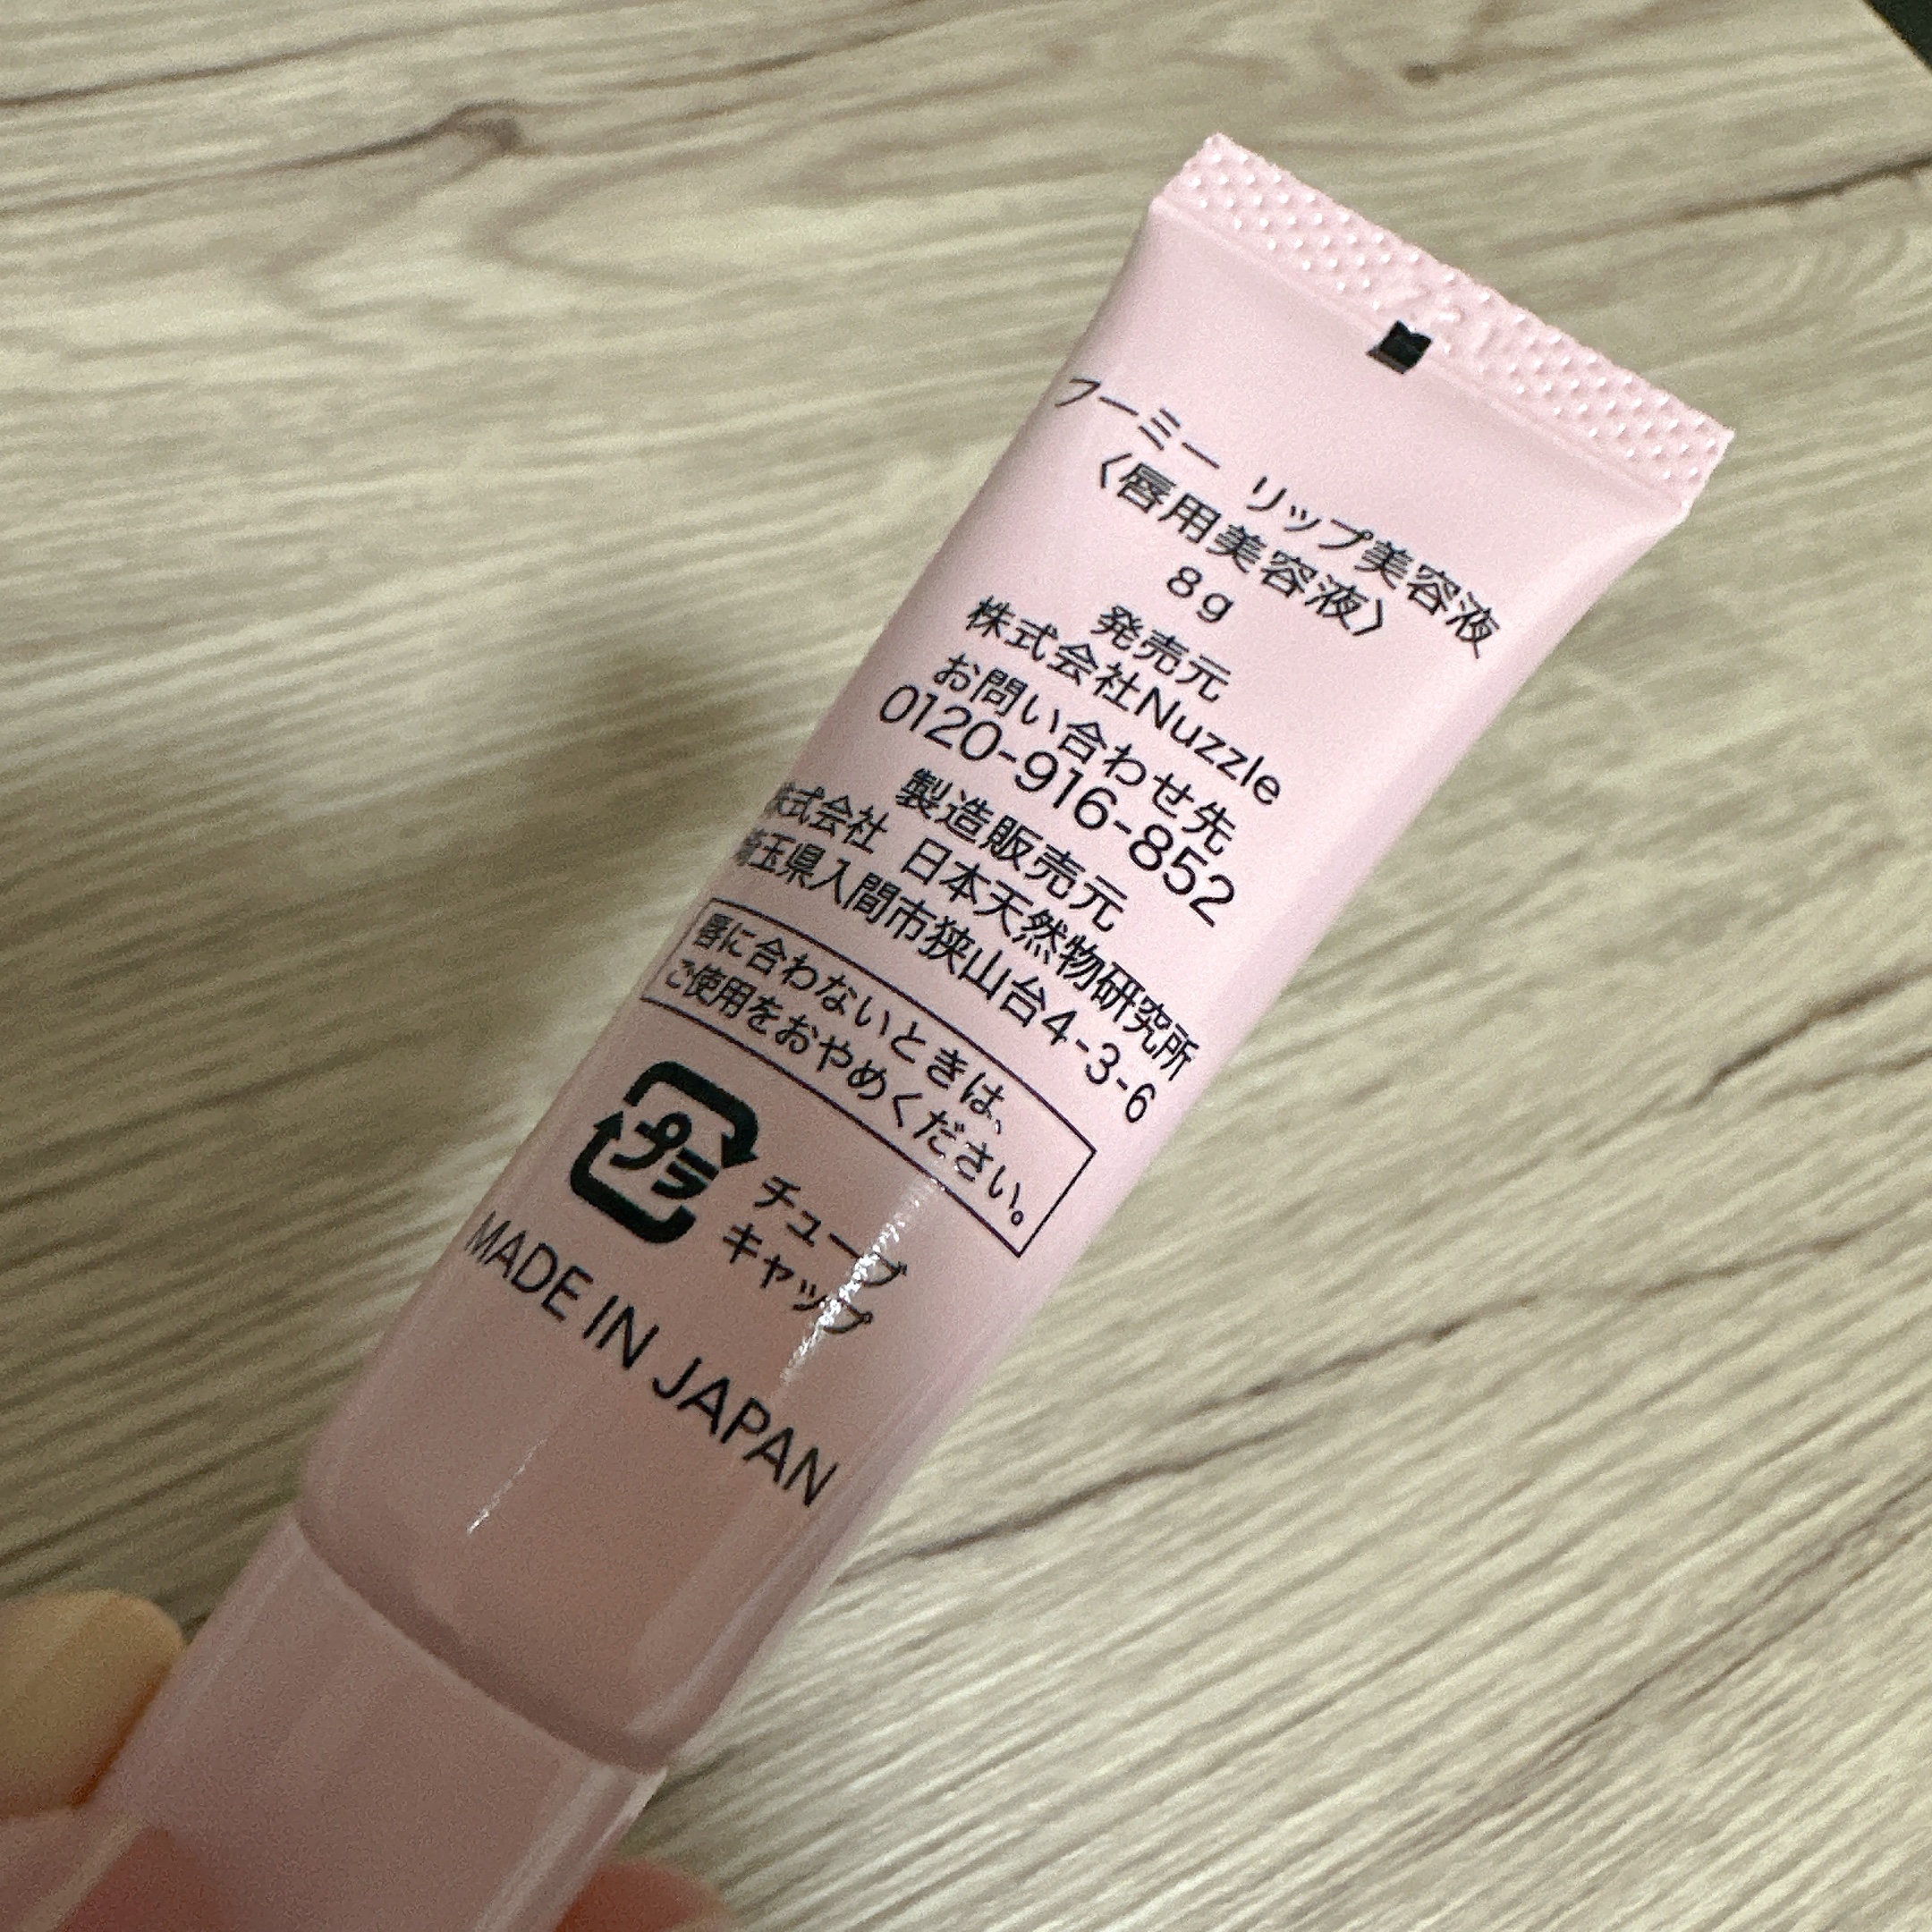 フーミー リップ美容液
〈唇用美容液〉
8g
発売元
株式会社Nuzzle
お問い合わせ先
0120-916-852
製造販売元
株式会社 日本天然物研究所
埼玉県入間市狭山台4-3-6
唇に合わないときは、
ご使用をおやめください。
プラ
チューブ
キャップ
MADE IN JAPAN